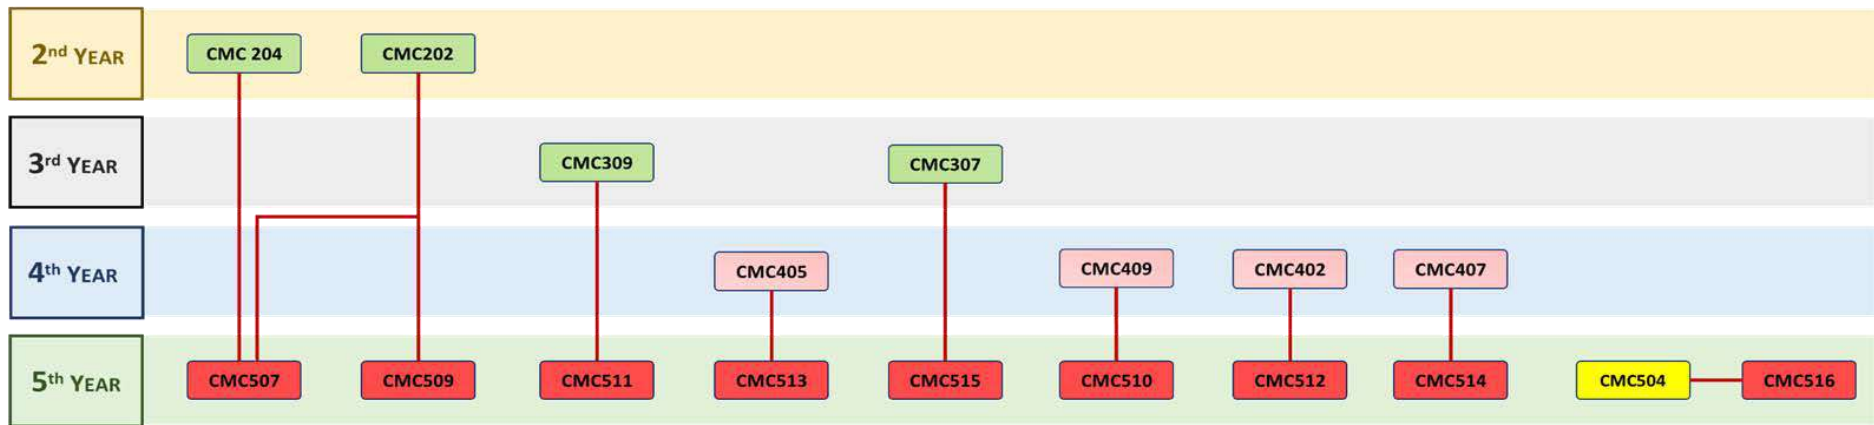 2nd YEAR
CMC 204
CMC202
3rd YEAR
CMC309
CMC307
4th YEAR
CMC405
CMC409
CMC402
CMC407
5th YEAR
CMC507
CMC509
CMC511
CMC513
CMC515
CMC510
CMC512
CMC514
CMC504
CMC516